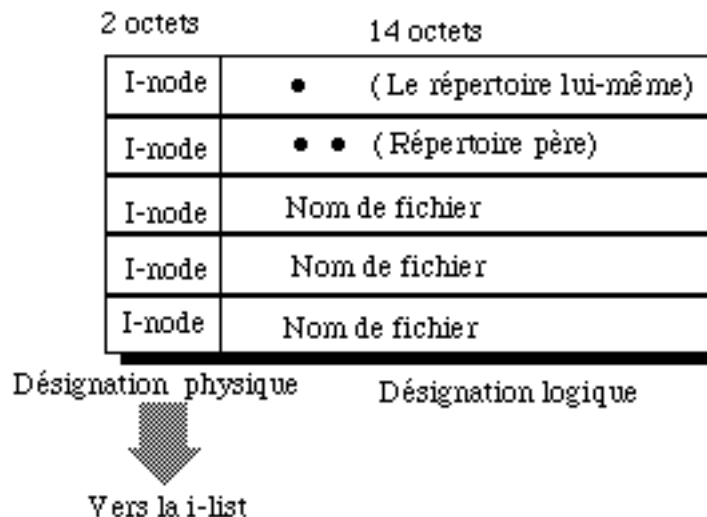 2 octets 14 octets
I-node • ( Le répertoire lui-même)
I-node • • ( Répertoire père)
I-node Nom de fichier
I-node Nom de fichier
I-node Nom de fichier
Désignation physique Désignation logique
Vers la i-list